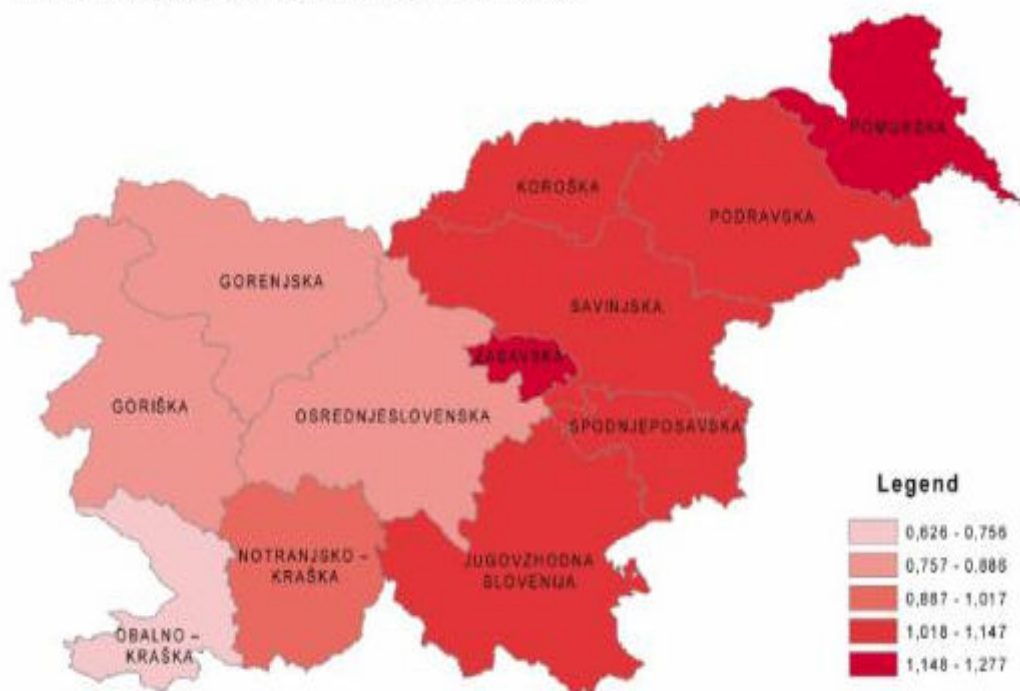 POMURSKA
KOROŠKA
PODRAVSKA
GORENJSKA
SAVINJSKA
ZASAVSKA
GORIŠKA
OSREDNJESLOVENSKA
SPODNJEPOSAVSKA
NOTRANJSKO –
KRAŠKA
JUGOVZHODNA
SLOVENIJA
OBALNO –
KRAŠKA
Legend
0,626 - 0,756
0,757 - 0,886
0,887 - 1,017
1,018 - 1,147
1,148 - 1,277